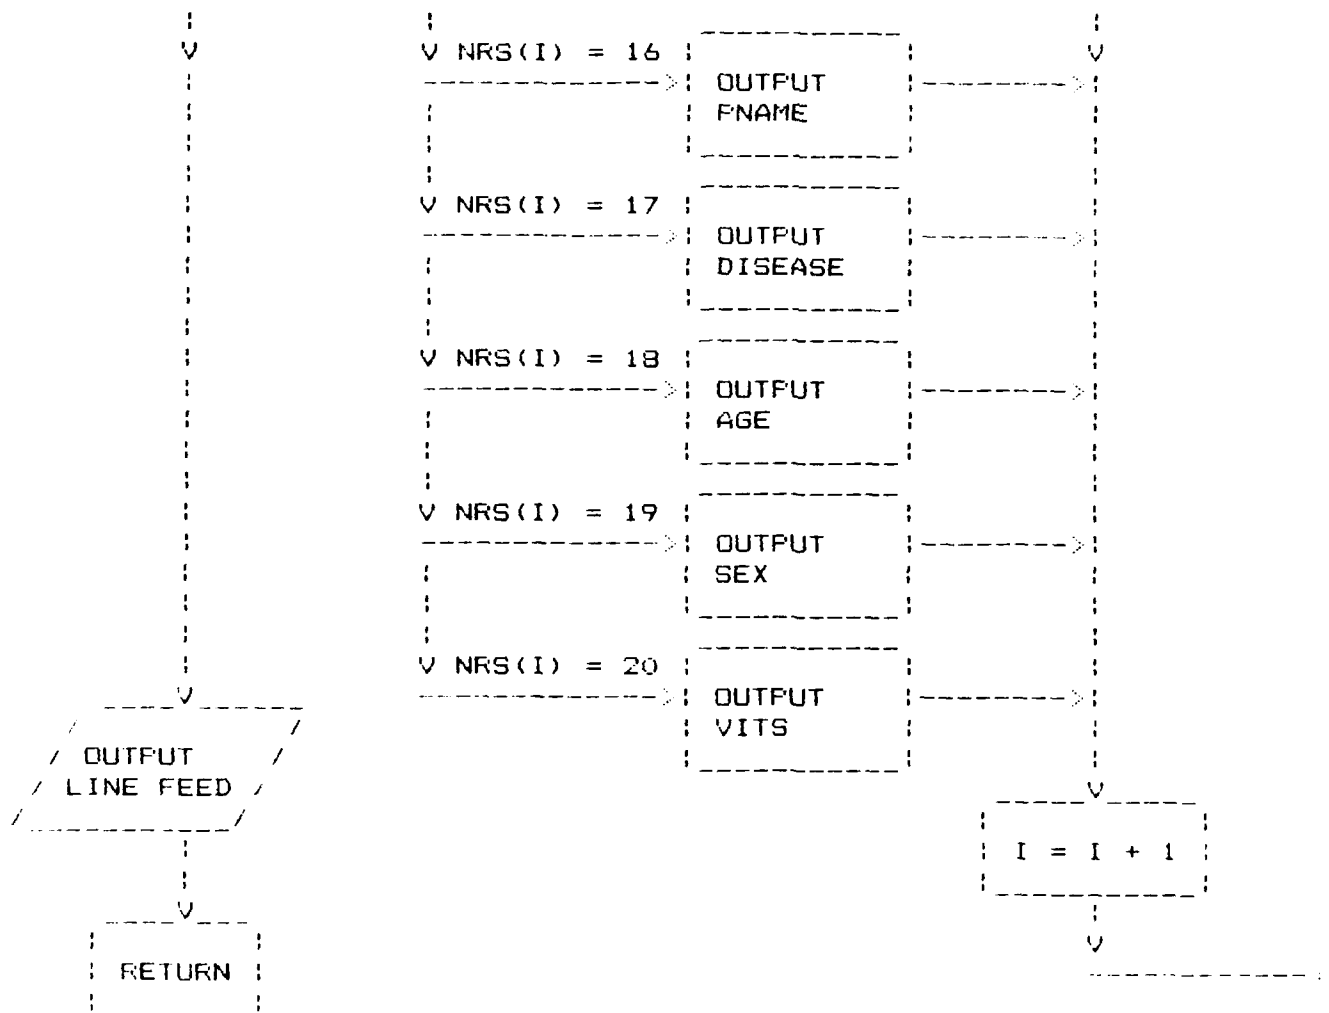 NRS(I) = 16
OUTPUT
PNAME
NRS(I) = 17
OUTPUT
DISEASE
NRS(I) = 18
OUTPUT
AGE
NRS(I) = 19
OUTPUT
SEX
NRS(I) = 20
OUTPUT
VITS
OUTPUT
LINE FEED
I = I + 1
RETURN